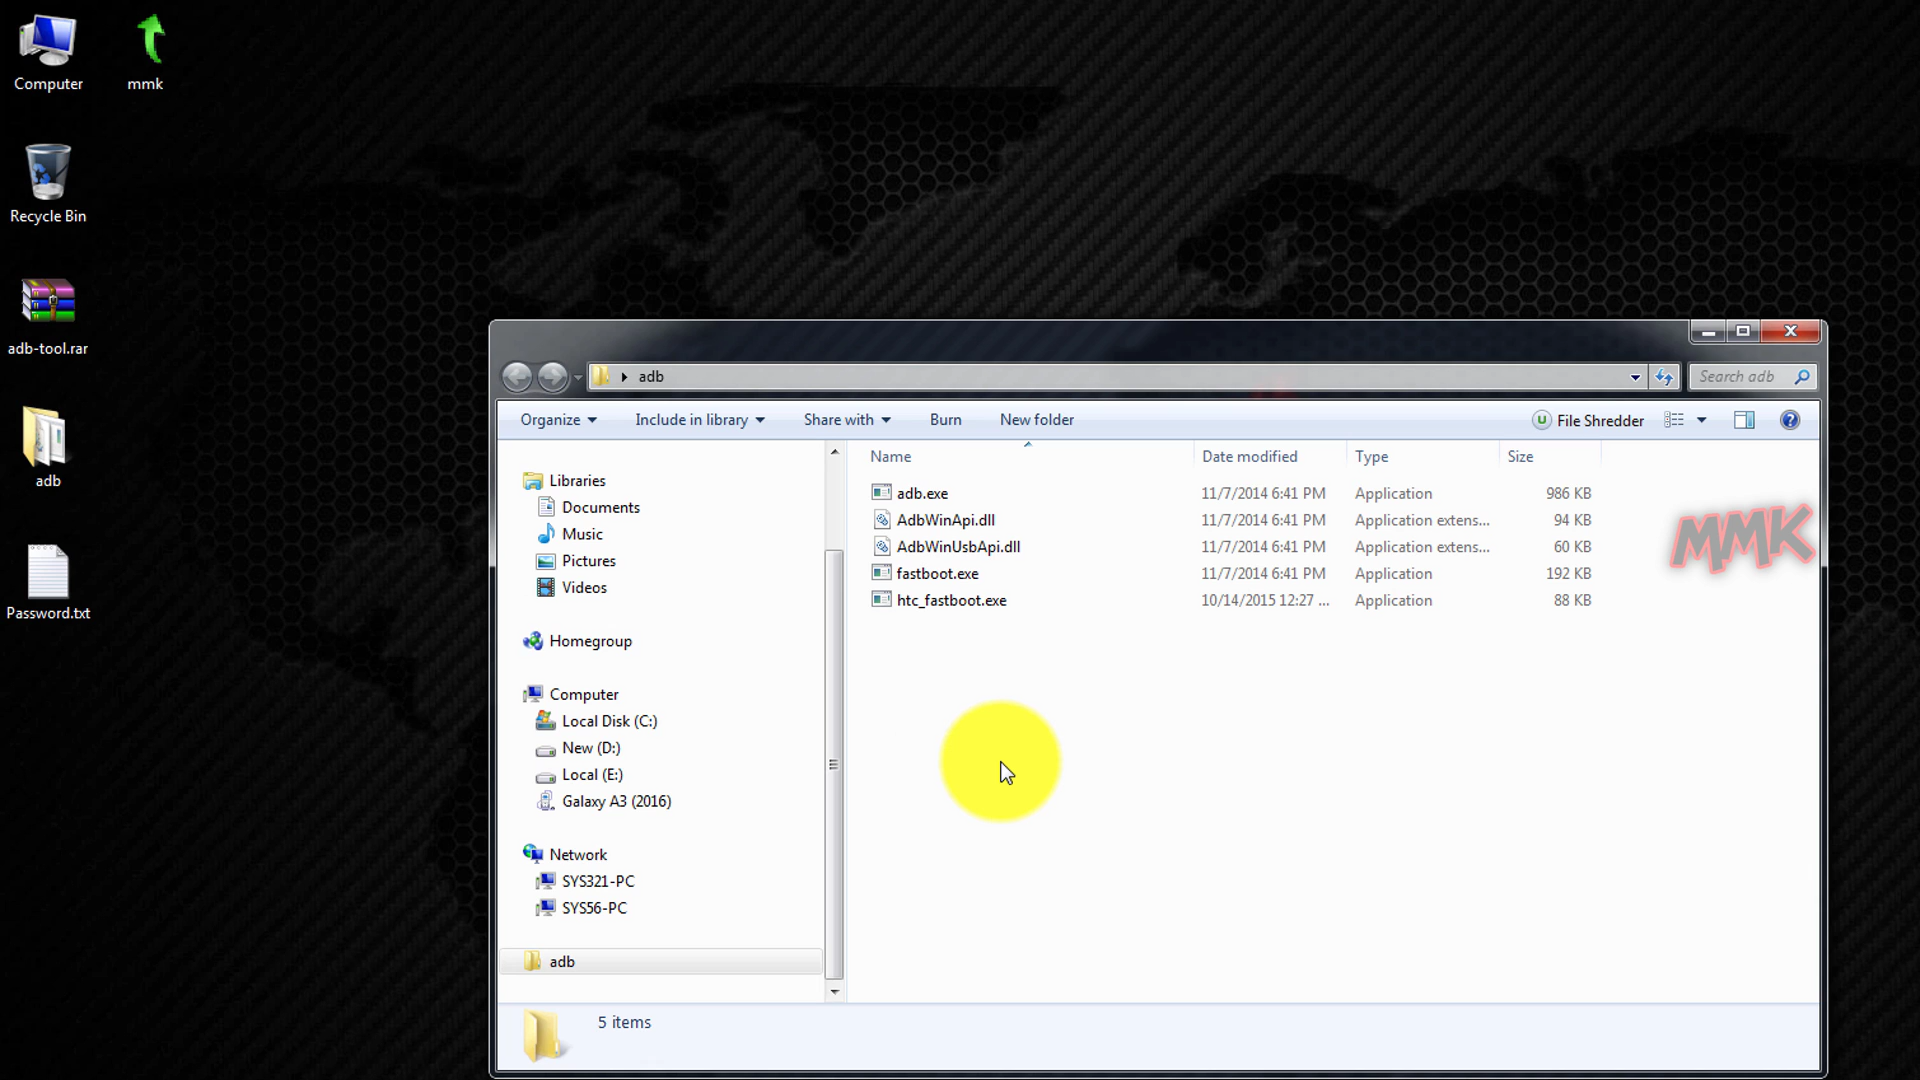 Computer
mmk
Recycle Bin
adb-tool.rar
adb
Password.txt
adb
Search adb
Organize
Include in library
Share with
Burn
New folder
File Shredder
Libraries
Documents
Music
Pictures
Videos
Homegroup
Computer
Local Disk (C:)
New (D:)
Local (E:)
Galaxy A3 (2016)
Network
SYS321-PC
SYS56-PC
adb
Name Date modified Type Size
adb.exe 11/7/2014 6:41 PM Application 986 KB
AdbWinApi.dll 11/7/2014 6:41 PM Application extens... 94 KB
AdbWinUsbApi.dll 11/7/2014 6:41 PM Application extens... 60 KB
fastboot.exe 11/7/2014 6:41 PM Application 192 KB
htc_fastboot.exe 10/14/2015 12:27 ... Application 88 KB
MMK
5 items